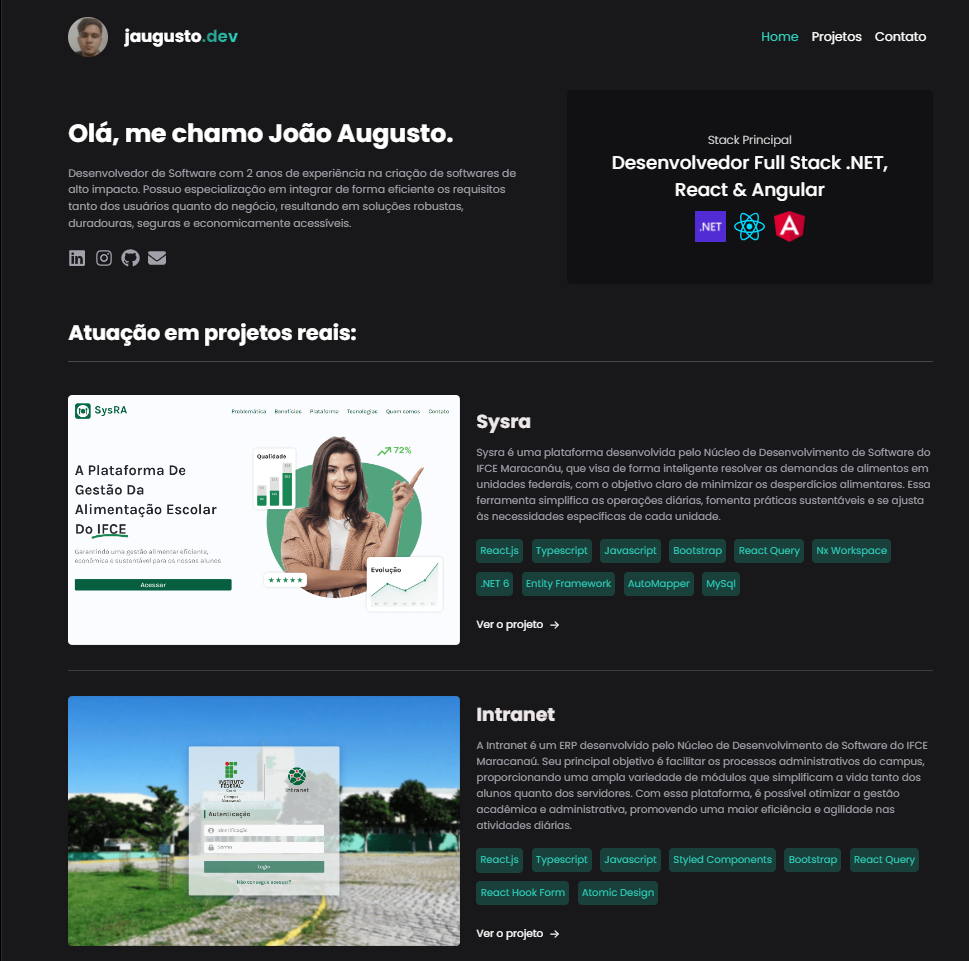 jaugusto.dev
Home Projetos Contato
Olá, me chamo João Augusto.
Desenvolvedor de Software com 2 anos de experiência na criação de softwares de
alto impacto. Possuo especialização em integrar de forma eficiente os requisitos
tanto dos usuários quanto do negócio, resultando em soluções robustas,
duradouras, seguras e economicamente acessíveis.
Stack Principal
Desenvolvedor Full Stack .NET,
React & Angular
.NET
Atuação em projetos reais:
SysRA
Problemática Benefícios Plataforma Tecnologias Quem somos Contato
A Plataforma De
Gestão Da
Alimentação Escolar
Do IFCE
Garantindo uma gestão alimentar eficiente,
econômica e sustentável para os nossos alunos
Acessar
Qualidade
72%
Evolução
Sysra
Sysra é uma plataforma desenvolvida pelo Núcleo de Desenvolvimento de Software do
IFCE Maracanáu, que visa de forma inteligente resolver as demandas de alimentos em
unidades federais, com o objetivo claro de minimizar os desperdícios alimentares. Essa
ferramenta simplifica as operações diárias, fomenta práticas sustentáveis e se ajusta
às necessidades específicas de cada unidade.
React.js Typescript Javascript Bootstrap React Query Nx Workspace
.NET 6 Entity Framework AutoMapper MySql
Ver o projeto →
INSTITUTO
FEDERAL
Ceará
Campus
Maracanaú
Intranet
Autenticação
Identificação
Senha
Login
Não consegue acessar?
Intranet
A Intranet é um ERP desenvolvido pelo Núcleo de Desenvolvimento de Software do IFCE
Maracanaú. Seu principal objetivo é facilitar os processos administrativos do campus,
proporcionando uma ampla variedade de módulos que simplificam a vida tanto dos
alunos quanto dos servidores. Com essa plataforma, é possível otimizar a gestão
acadêmica e administrativa, promovendo uma maior eficiência e agilidade nas
atividades diárias.
React.js Typescript Javascript Styled Components Bootstrap React Query
React Hook Form Atomic Design
Ver o projeto →